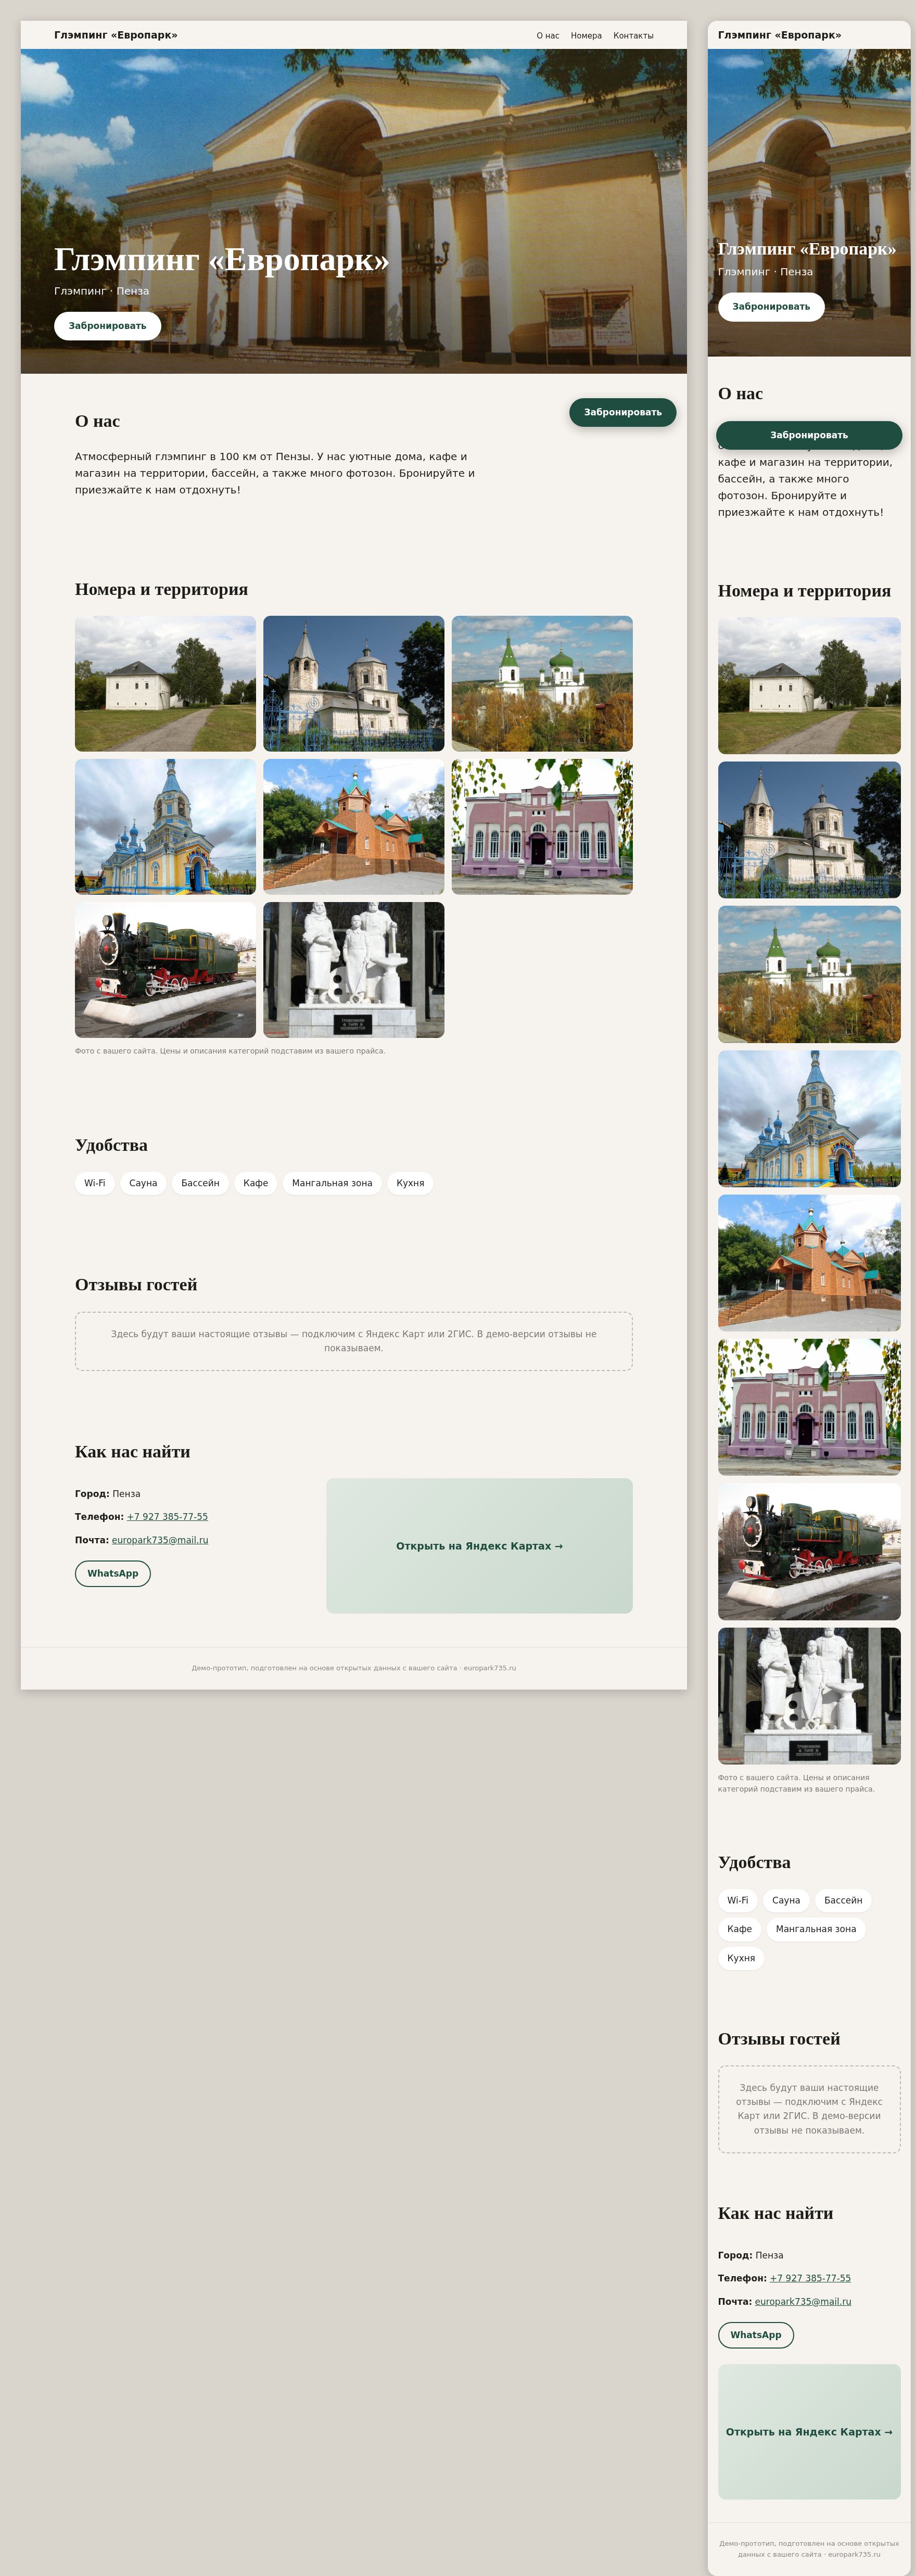 Глэмпинг «Европарк»
О нас
Номера
Контакты
Глэмпинг «Европарк»
Глэмпинг · Пенза
Забронировать
О нас
Забронировать
Атмосферный глэмпинг в 100 км от Пензы. У нас уютные дома, кафе и
магазин на территории, бассейн, а также много фотозон. Бронируйте и
приезжайте к нам отдохнуть!
Номера и территория
Фото с вашего сайта. Цены и описания категорий подставим из вашего прайса.
Удобства
Wi-Fi
Сауна
Бассейн
Кафе
Мангальная зона
Кухня
Отзывы гостей
Здесь будут ваши настоящие отзывы — подключим с Яндекс Карт или 2ГИС. В демо-версии отзывы не
показываем.
Как нас найти
Город: Пенза
Телефон: +7 927 385-77-55
Почта: europark735@mail.ru
WhatsApp
Открыть на Яндекс Картах →
Демо-прототип, подготовлен на основе открытых данных с вашего сайта · europark735.ru
Глэмпинг «Европарк»
Глэмпинг «Европарк»
Глэмпинг · Пенза
Забронировать
О нас
Забронировать
кафе и магазин на территории,
бассейн, а также много
фотозон. Бронируйте и
приезжайте к нам отдохнуть!
Номера и территория
Фото с вашего сайта. Цены и описания
категорий подставим из вашего прайса.
Удобства
Wi-Fi
Сауна
Бассейн
Кафе
Мангальная зона
Кухня
Отзывы гостей
Здесь будут ваши настоящие
отзывы — подключим с Яндекс
Карт или 2ГИС. В демо-версии
отзывы не показываем.
Как нас найти
Город: Пенза
Телефон: +7 927 385-77-55
Почта: europark735@mail.ru
WhatsApp
Открыть на Яндекс Картах →
Демо-прототип, подготовлен на основе открытых
данных с вашего сайта · europark735.ru